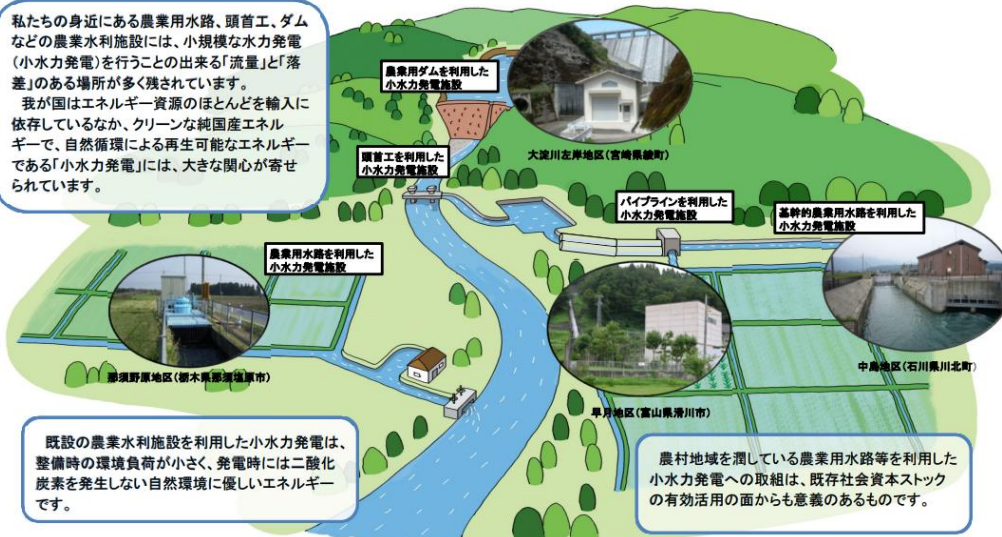 私たちの身近にある農業用水路、頭首工、ダム
などの農業水利施設には、小規模な水力発電
(小水力発電)を行うことの出来る「流量」と「落
差」のある場所が多く残されています。
我が国はエネルギー資源のほとんどを輸入に
依存しているなか、クリーンな純国産エネル
ギーで、自然循環による再生可能なエネルギー
である「小水力発電」には、大きな関心が寄せ
られています。
農業用ダムを利用した
小水力発電施設
大淀川左岸地区(宮崎県綾町)
頭首工を利用した
小水力発電施設
パイプラインを利用した
小水力発電施設
基幹的農業用水路を利用した
小水力発電施設
農業用水路を利用した
小水力発電施設
那須野原地区(栃木県那須塩原市)
中島地区(石川県川北町)
早月地区(富山県滑川市)
既設の農業水利施設を利用した小水力発電は、
整備時の環境負荷が小さく、発電時には二酸化
炭素を発生しない自然環境に優しいエネルギー
です。
農村地域を潤している農業用水路等を利用した
小水力発電への取組は、既存社会資本ストック
の有効活用の面からも意義のあるものです。